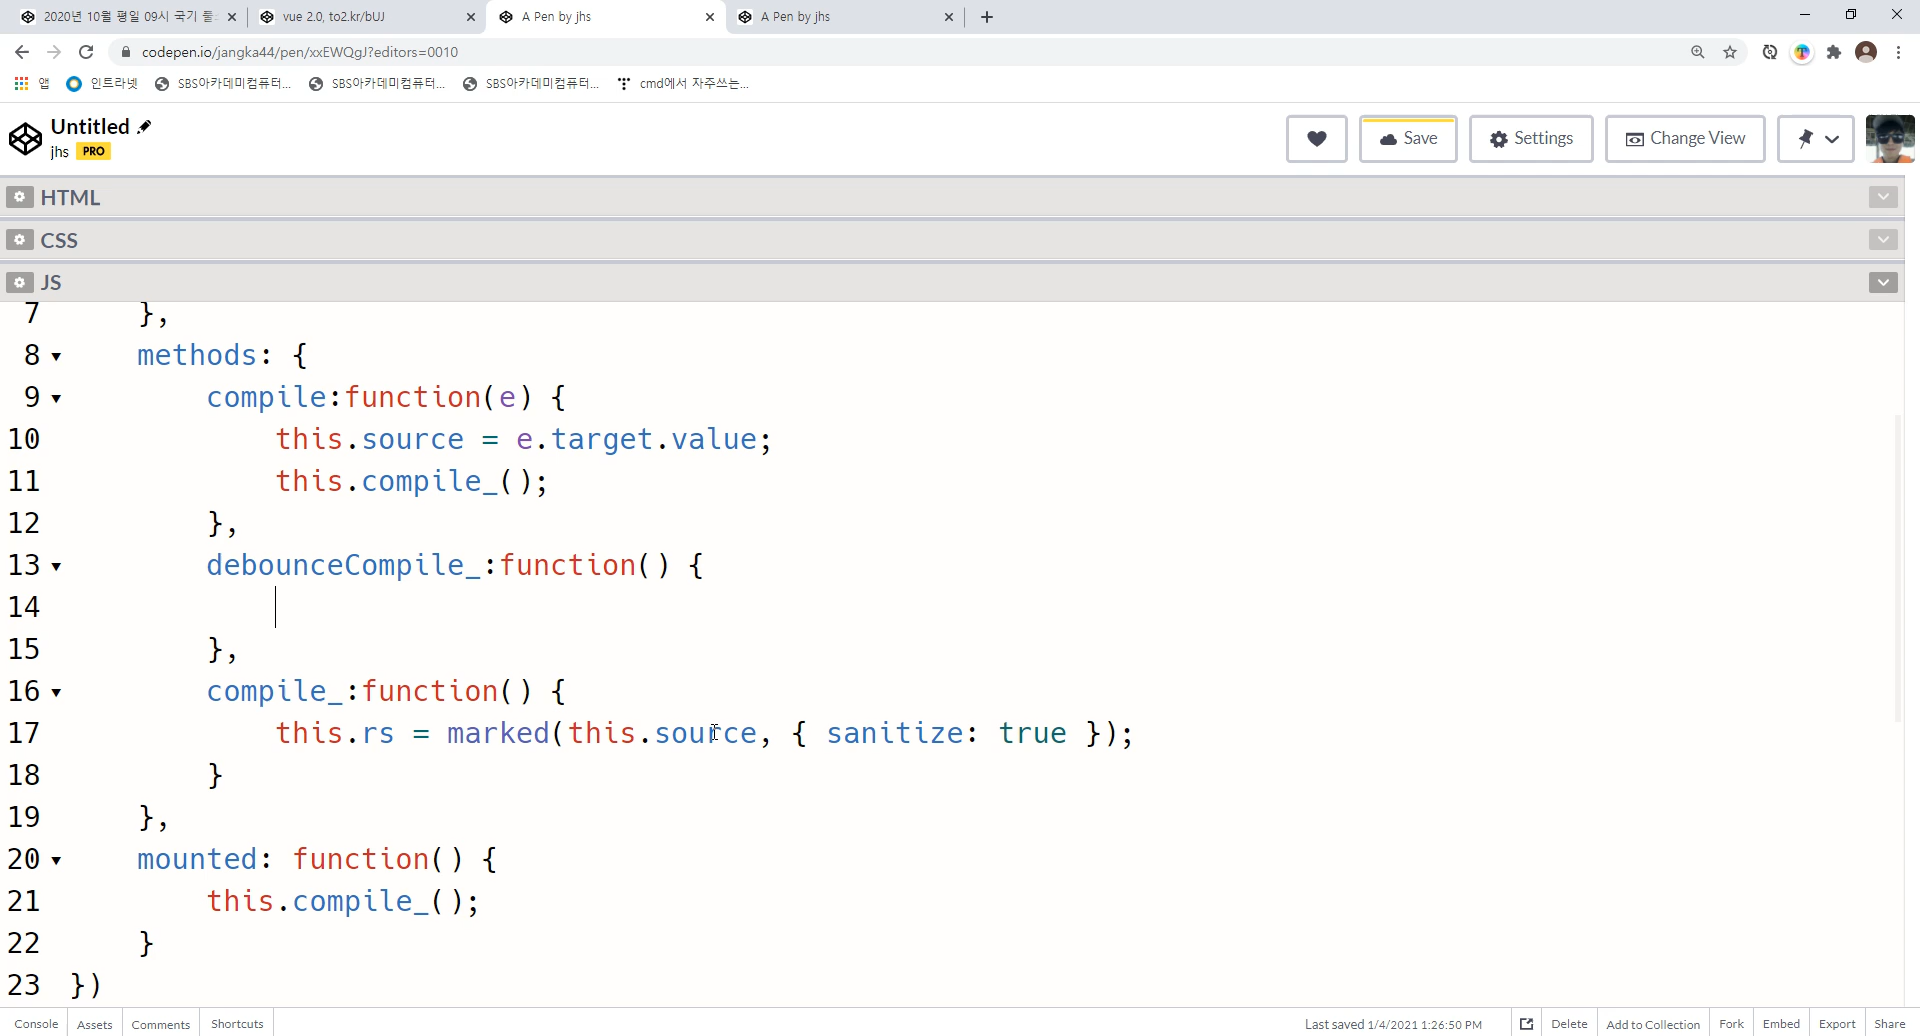 2020년 10월 평일 09시 국기
vue 2.0, to2.kr/bUJ
A Pen by jhs
A Pen by jhs
codepen.io/jangka44/pen/xxEWQgJ?editors=0010
앱
인트라넷
SBS아카데미컴퓨터...
SBS아카데미컴퓨터...
SBS아카데미컴퓨터...
cmd에서 자주쓰는...
Untitled
jhs PRO
Save
Settings
Change View
HTML
CSS
JS
7 },
8 methods: {
9 compile:function(e) {
10 this.source = e.target.value;
11 this.compile_();
12 },
13 debounceCompile_:function() {
14
15 },
16 compile_:function() {
17 this.rs = marked(this.source, { sanitize: true });
18 }
19 },
20 mounted: function() {
21 this.compile_();
22 }
23 })
Console
Assets
Comments
Shortcuts
Last saved 1/4/2021 1:26:50 PM
Delete
Add to Collection
Fork
Embed
Export
Share